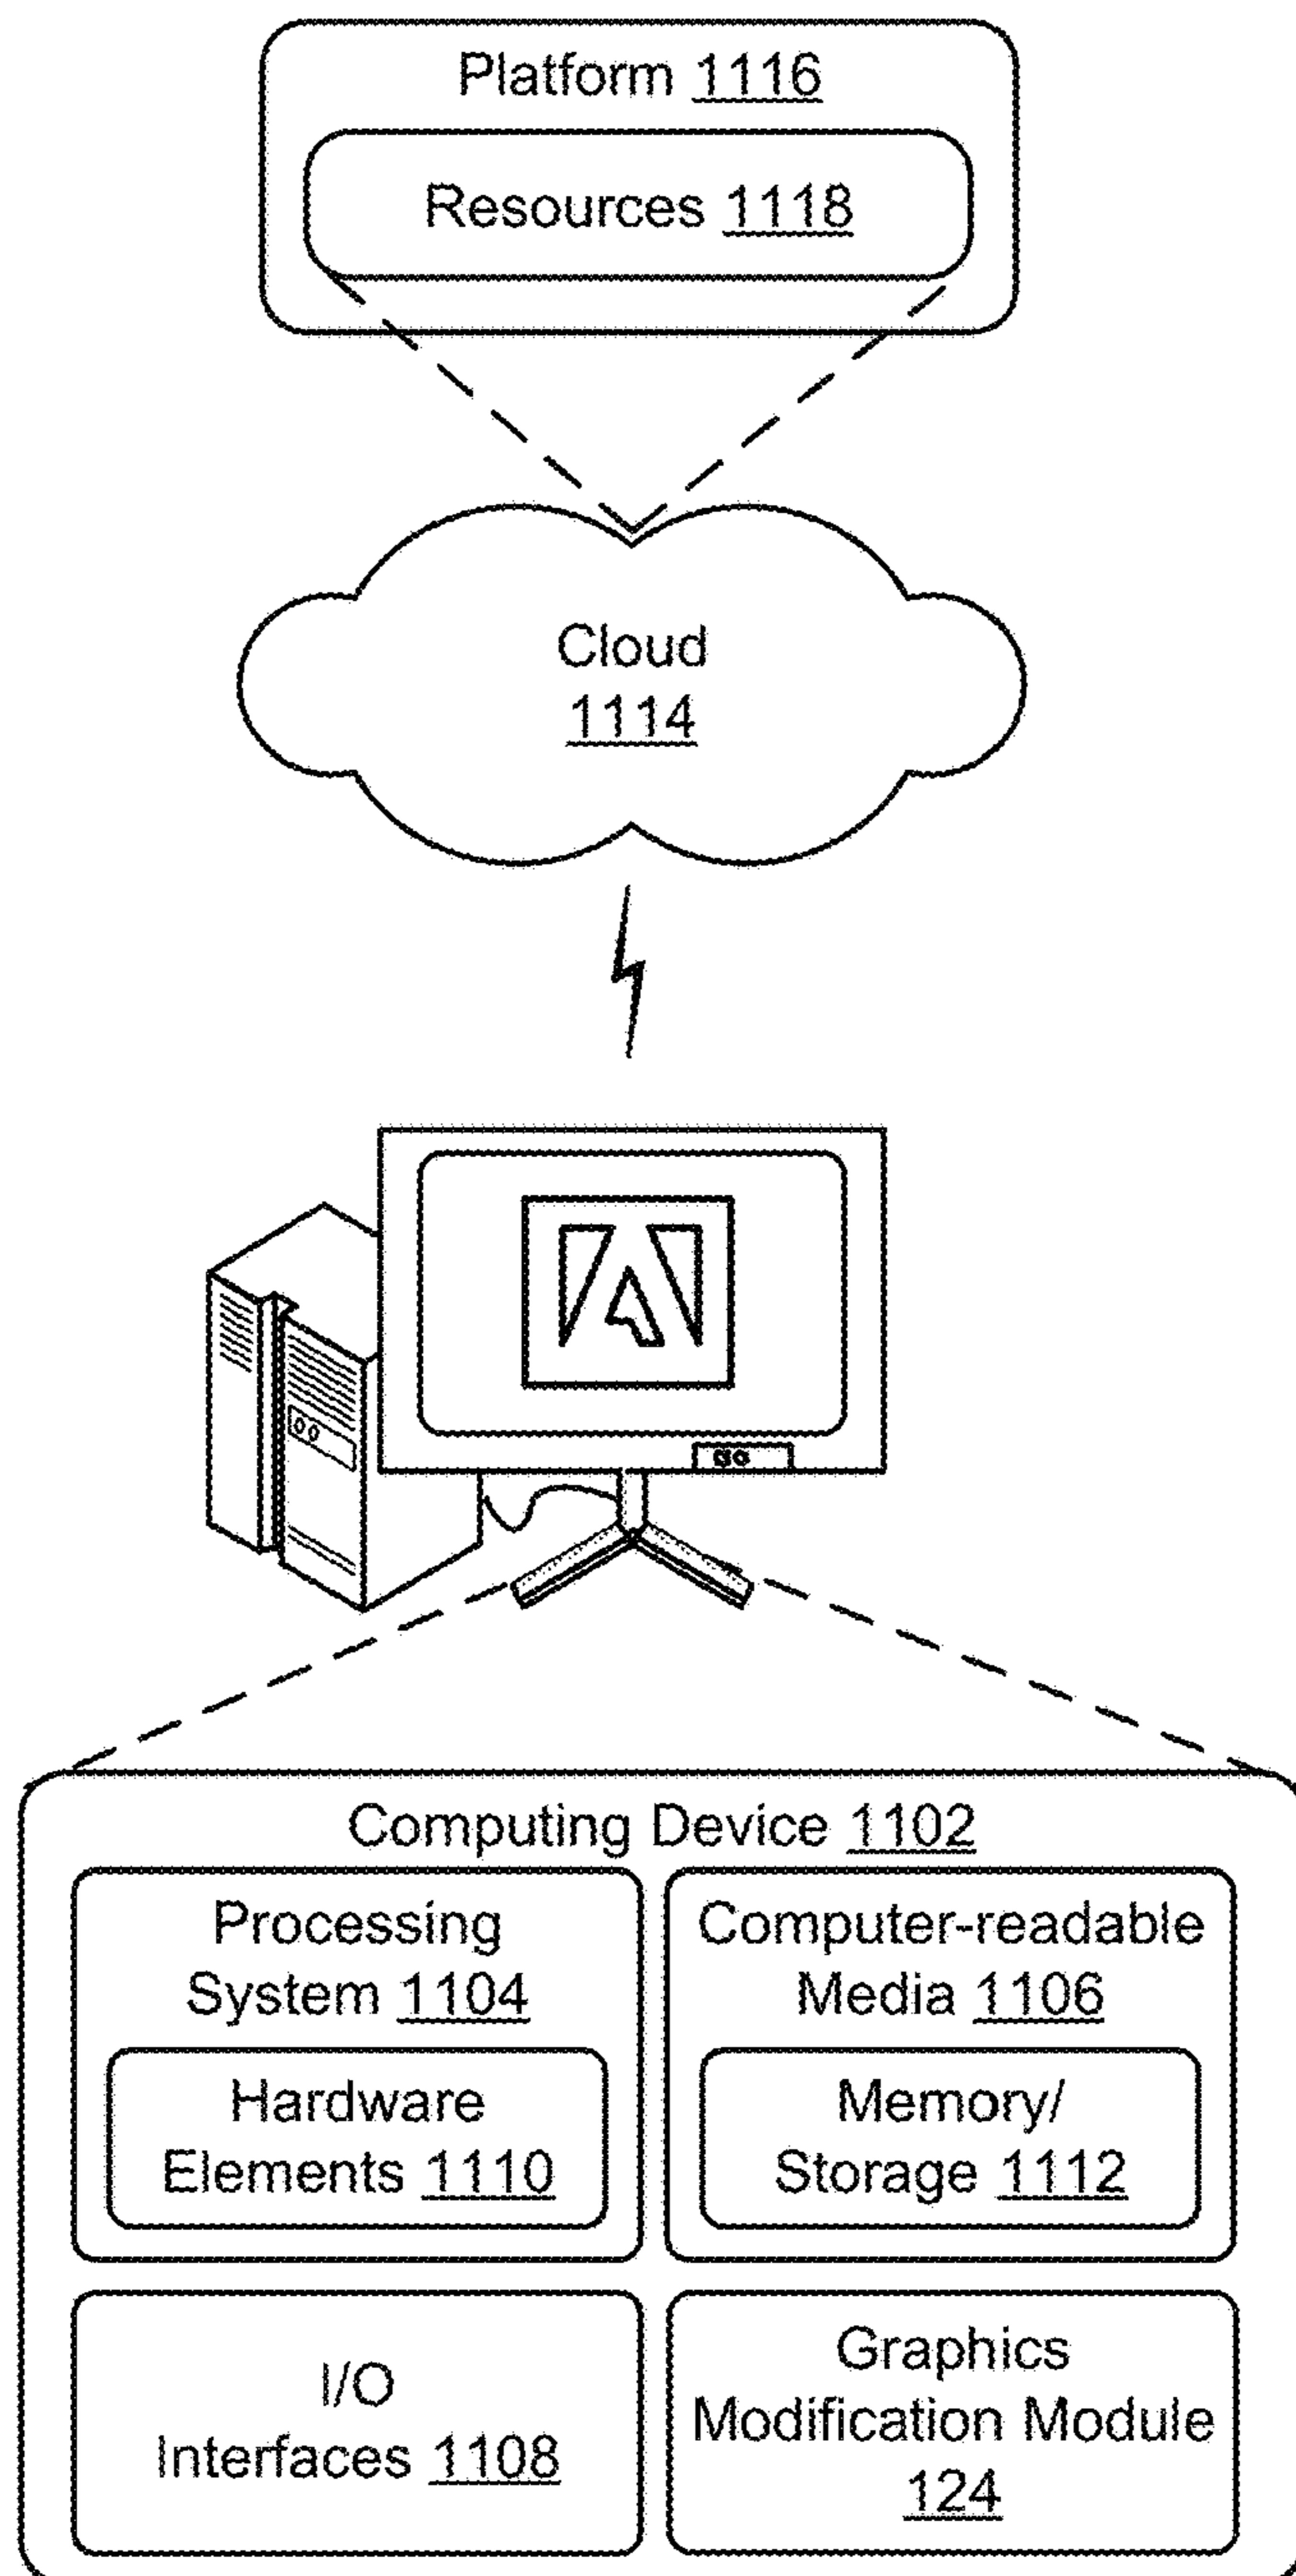 Platform 1116
Resources 1118
Cloud
1114
Computing Device 1102
Processing
System 1104
Hardware
Elements 1110
Computer-readable
Media 1106
Memory/
Storage 1112
I/O
Interfaces 1108
Graphics
Modification Module
124